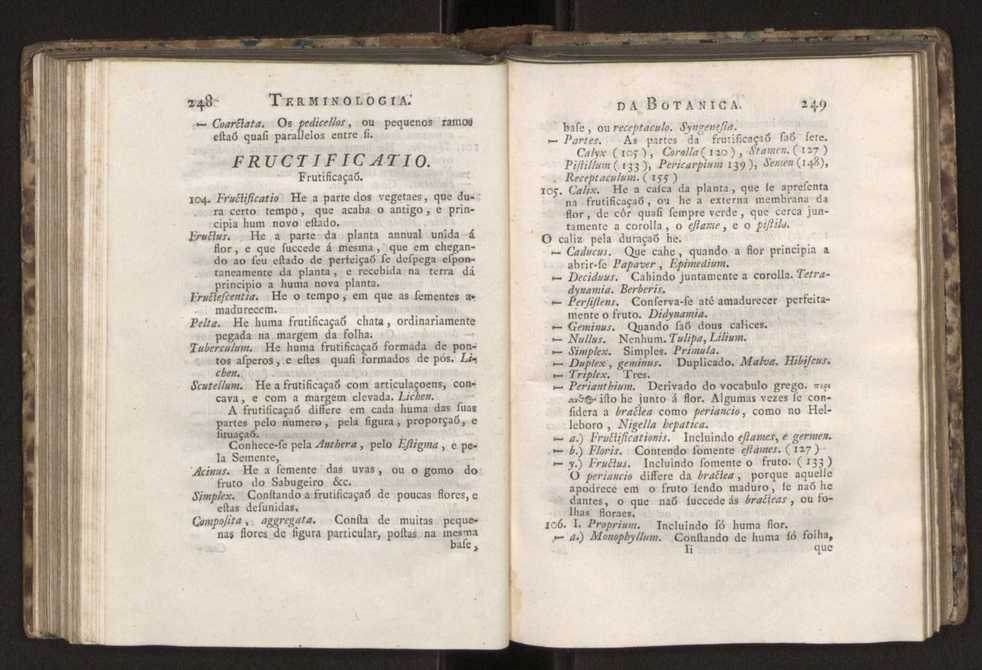 248 TERMINOLOGIA.
— Coarctata. Os pedicellos, ou pequenos ramos
eſtaõ quaſi parallelos entre ſi.
FRUCTIFICATIO.
Frutificaçaõ.
104. Fructificatio He a parte dos vegetaes, que du-
ra certo tempo, que acaba o antigo, e prin-
cipia hum novo eſtado.
Fructus. He a parte da planta annual unida á
flor, e que ſuccede á meſma, que em chegan-
do ao ſeu eſtado de perfeiçaõ ſe deſpega eſpon-
taneamente da planta, e recebida na terra dá
principio a huma nova planta.
Fructeſcentia. He o tempo, em que as ſementes a-
madurecem.
Pelta. He huma frutificaçaõ chata, ordinariamente
pegada na margem da folha.
Tuberculum. He huma frutificaçaõ formada de pon-
tos aſperos, e eſtes quaſi formados de pós. Li-
chen.
Scutellum. He a frutificaçaõ com articulaçoens, con-
cava, e com a margem elevada. Lichen.
A frutificaçaõ differe em cada huma das ſuas
partes pelo numero, pela figura, proporçaõ, e
ſituaçaõ.
Conhece-ſe pela Anthera, pelo Eſtigma, e pe-
la Semente,
Acinus. He a ſemente das uvas, ou o gomo do
fruto do Sabugeiro &c.
Simplex. Conſtando a frutificaçaõ de poucas flores, e
eſtas deſunidas.
Compoſita, aggregata. Conſta de muitas peque-
nas flores de figura particular, poſtas na meſma
baſe,
DA BOTANICA. 249
baſe, ou receptaculo. Syngeneſia.
— Partes. As partes da frutificaçaõ ſaõ ſete.
Calyx (105), Corolla (120), Stamen. (127)
Piſtillum (133), Pericarpium 139), Semen (148),
Receptaculum. (155)
105. Calix. He a caſca da planta, que ſe apreſenta
na frutificaçaõ, ou he a externa membrana da
flor, de côr quaſi ſempre verde, que cerca jun-
tamente a corolla, o eſtame, e o piſtilo.
O caliz pela duraçaõ he.
— Caducus. Que cahe, quando a flor principia a
abrir-ſe Papaver, Epimedium.
— Deciduus. Cahindo juntamente a corolla. Tetra-
dynamia. Berberis.
— Perſiſtens. Conſerva-ſe até amadurecer perfeita-
mente o fruto. Didynamia.
— Geminus. Quando ſaõ dous calices.
— Nullus. Nenhum. Tulipa, Lilium.
— Simplex. Simples. Primula.
— Duplex, geminus. Duplicado. Malva. Hibiſcus.
— Triplex. Tres.
— Perianthium. Derivado do vocabulo grego. περι
iſto he junto á flor. Algumas vezes ſe con-
ſidera a bractea como periancio, como no Hel-
leboro, Nigella hepatica.
— a.) Fructificationis. Incluindo eſtames, e germen.
— b.) Floris. Contendo ſomente eſtames. (127)
— y.) Fructus. Incluindo ſomente o fruto. (133)
O periancio differe da bractea, porque aquelle
apodrece em o fruto ſendo maduro, ſe naõ he
dantes, o que naõ ſuccede ás bracteas, ou fo-
lhas floraes.
106. I. Proprium. Incluindo ſó huma flor.
— a.) Monophyllum. Conſtando de huma ſó folha,
Ii que